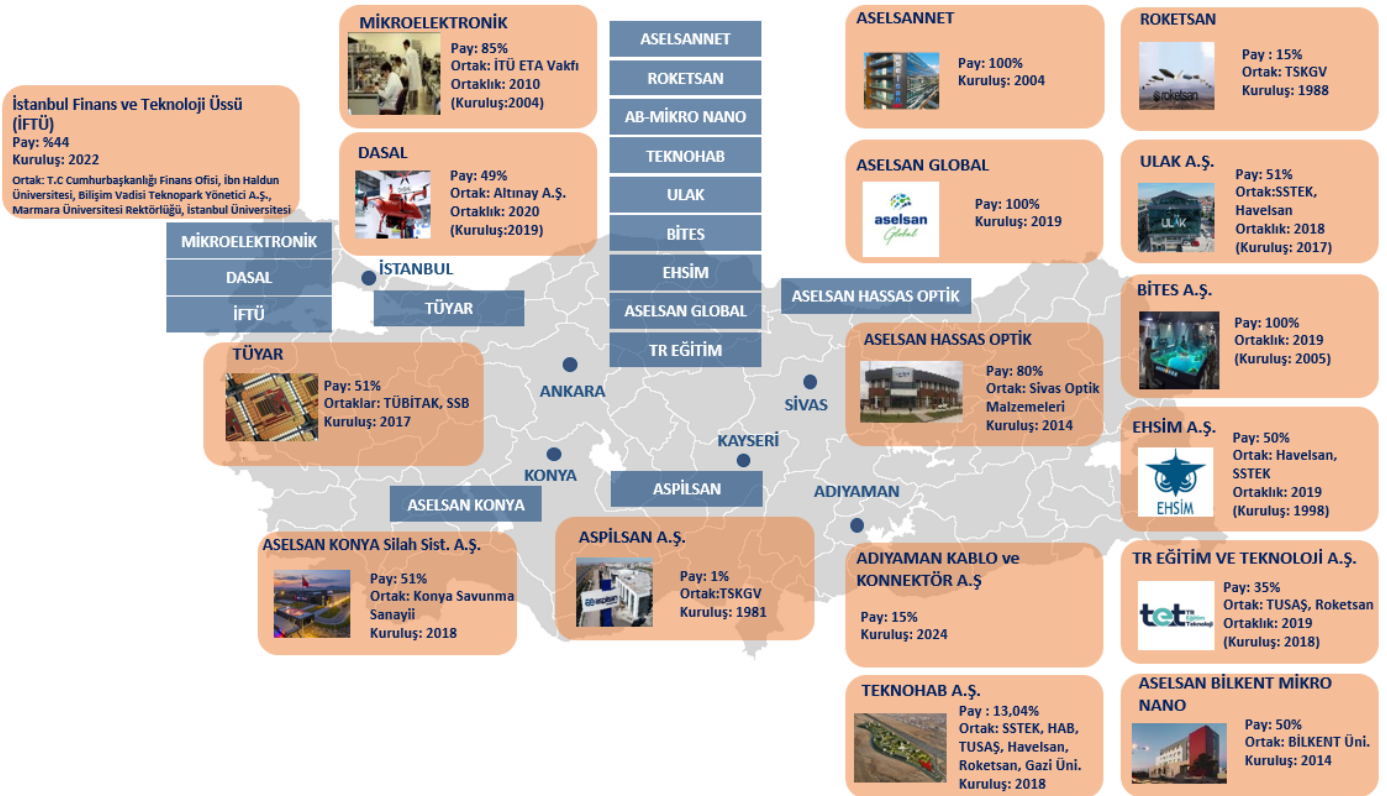 MİKROELEKTRONİK
Pay: 85%
Ortak: İTÜ ETA Vakfı
Ortaklık: 2010
(Kuruluş:2004)
İstanbul Finans ve Teknoloji Üssü
(İFTÜ)
Pay: %44
Kuruluş: 2022
Ortak: T.C Cumhurbaşkanlığı Finans Ofisi, İbn Haldun
Üniversitesi, Bilişim Vadisi Teknopark Yönetici A.Ş.,
Marmara Üniversitesi Rektörlüğü, İstanbul Üniversitesi
DASAL
Pay: 49%
Ortak: Altınay A.Ş.
Ortaklık: 2020
(Kuruluş:2019)
MİKROELEKTRONİK
DASAL
İFTÜ
İSTANBUL
TÜYAR
TÜYAR
Pay: 51%
Ortaklar: TÜBİTAK, SSB
Kuruluş: 2017
ASELSANNET
ROKETSAN
AB-MİKRO NANO
TEKNOHAB
ULAK
BİTES
EHSİM
ASELSAN GLOBAL
TR EĞİTİM
ANKARA
KONYA
ASELSAN KONYA
ASELSAN KONYA Silah Sist. A.Ş.
Pay: 51%
Ortak: Konya Savunma
Sanayii
Kuruluş: 2018
KAYSERİ
ASPİLSAN
ASPİLSAN A.Ş.
aspilsan
Pay: 1%
Ortak:TSKGV
Kuruluş: 1981
ASELSAN HASSAS OPTİK
SİVAS
ASELSAN HASSAS OPTİK
Pay: 80%
Ortak: Sivas Optik
Malzemeleri
Kuruluş: 2014
ADIYAMAN
ADIYAMAN KABLO ve
KONNEKTÖR A.Ş
Pay: 15%
Kuruluş: 2024
TEKNOHAB A.Ş.
Pay : 13,04%
Ortak: SSTEK, HAB,
TUSAŞ, Havelsan,
Roketsan, Gazi Üni.
Kuruluş: 2018
ASELSANNET
Pay: 100%
Kuruluş: 2004
ASELSAN GLOBAL
aselsan
Global
Pay: 100%
Kuruluş: 2019
ROKETSAN
roketsan
Pay : 15%
Ortak: TSKGV
Kuruluş: 1988
ULAK A.Ş.
ULAK
Pay: 51%
Ortak:SSTEK,
Havelsan
Ortaklık: 2018
(Kuruluş: 2017)
BİTES A.Ş.
Pay: 100%
Ortaklık: 2019
(Kuruluş: 2005)
EHSİM A.Ş.
EHSİM
Pay: 50%
Ortak: Havelsan,
SSTEK
Ortaklık: 2019
(Kuruluş: 1998)
TR EĞİTİM VE TEKNOLOJİ A.Ş.
tet TR
Eğitim
Teknoloji
Pay: 35%
Ortak: TUSAŞ, Roketsan
Ortaklık: 2019
(Kuruluş: 2018)
ASELSAN BİLKENT MİKRO
NANO
Pay: 50%
Ortak: BİLKENT Üni.
Kuruluş: 2014